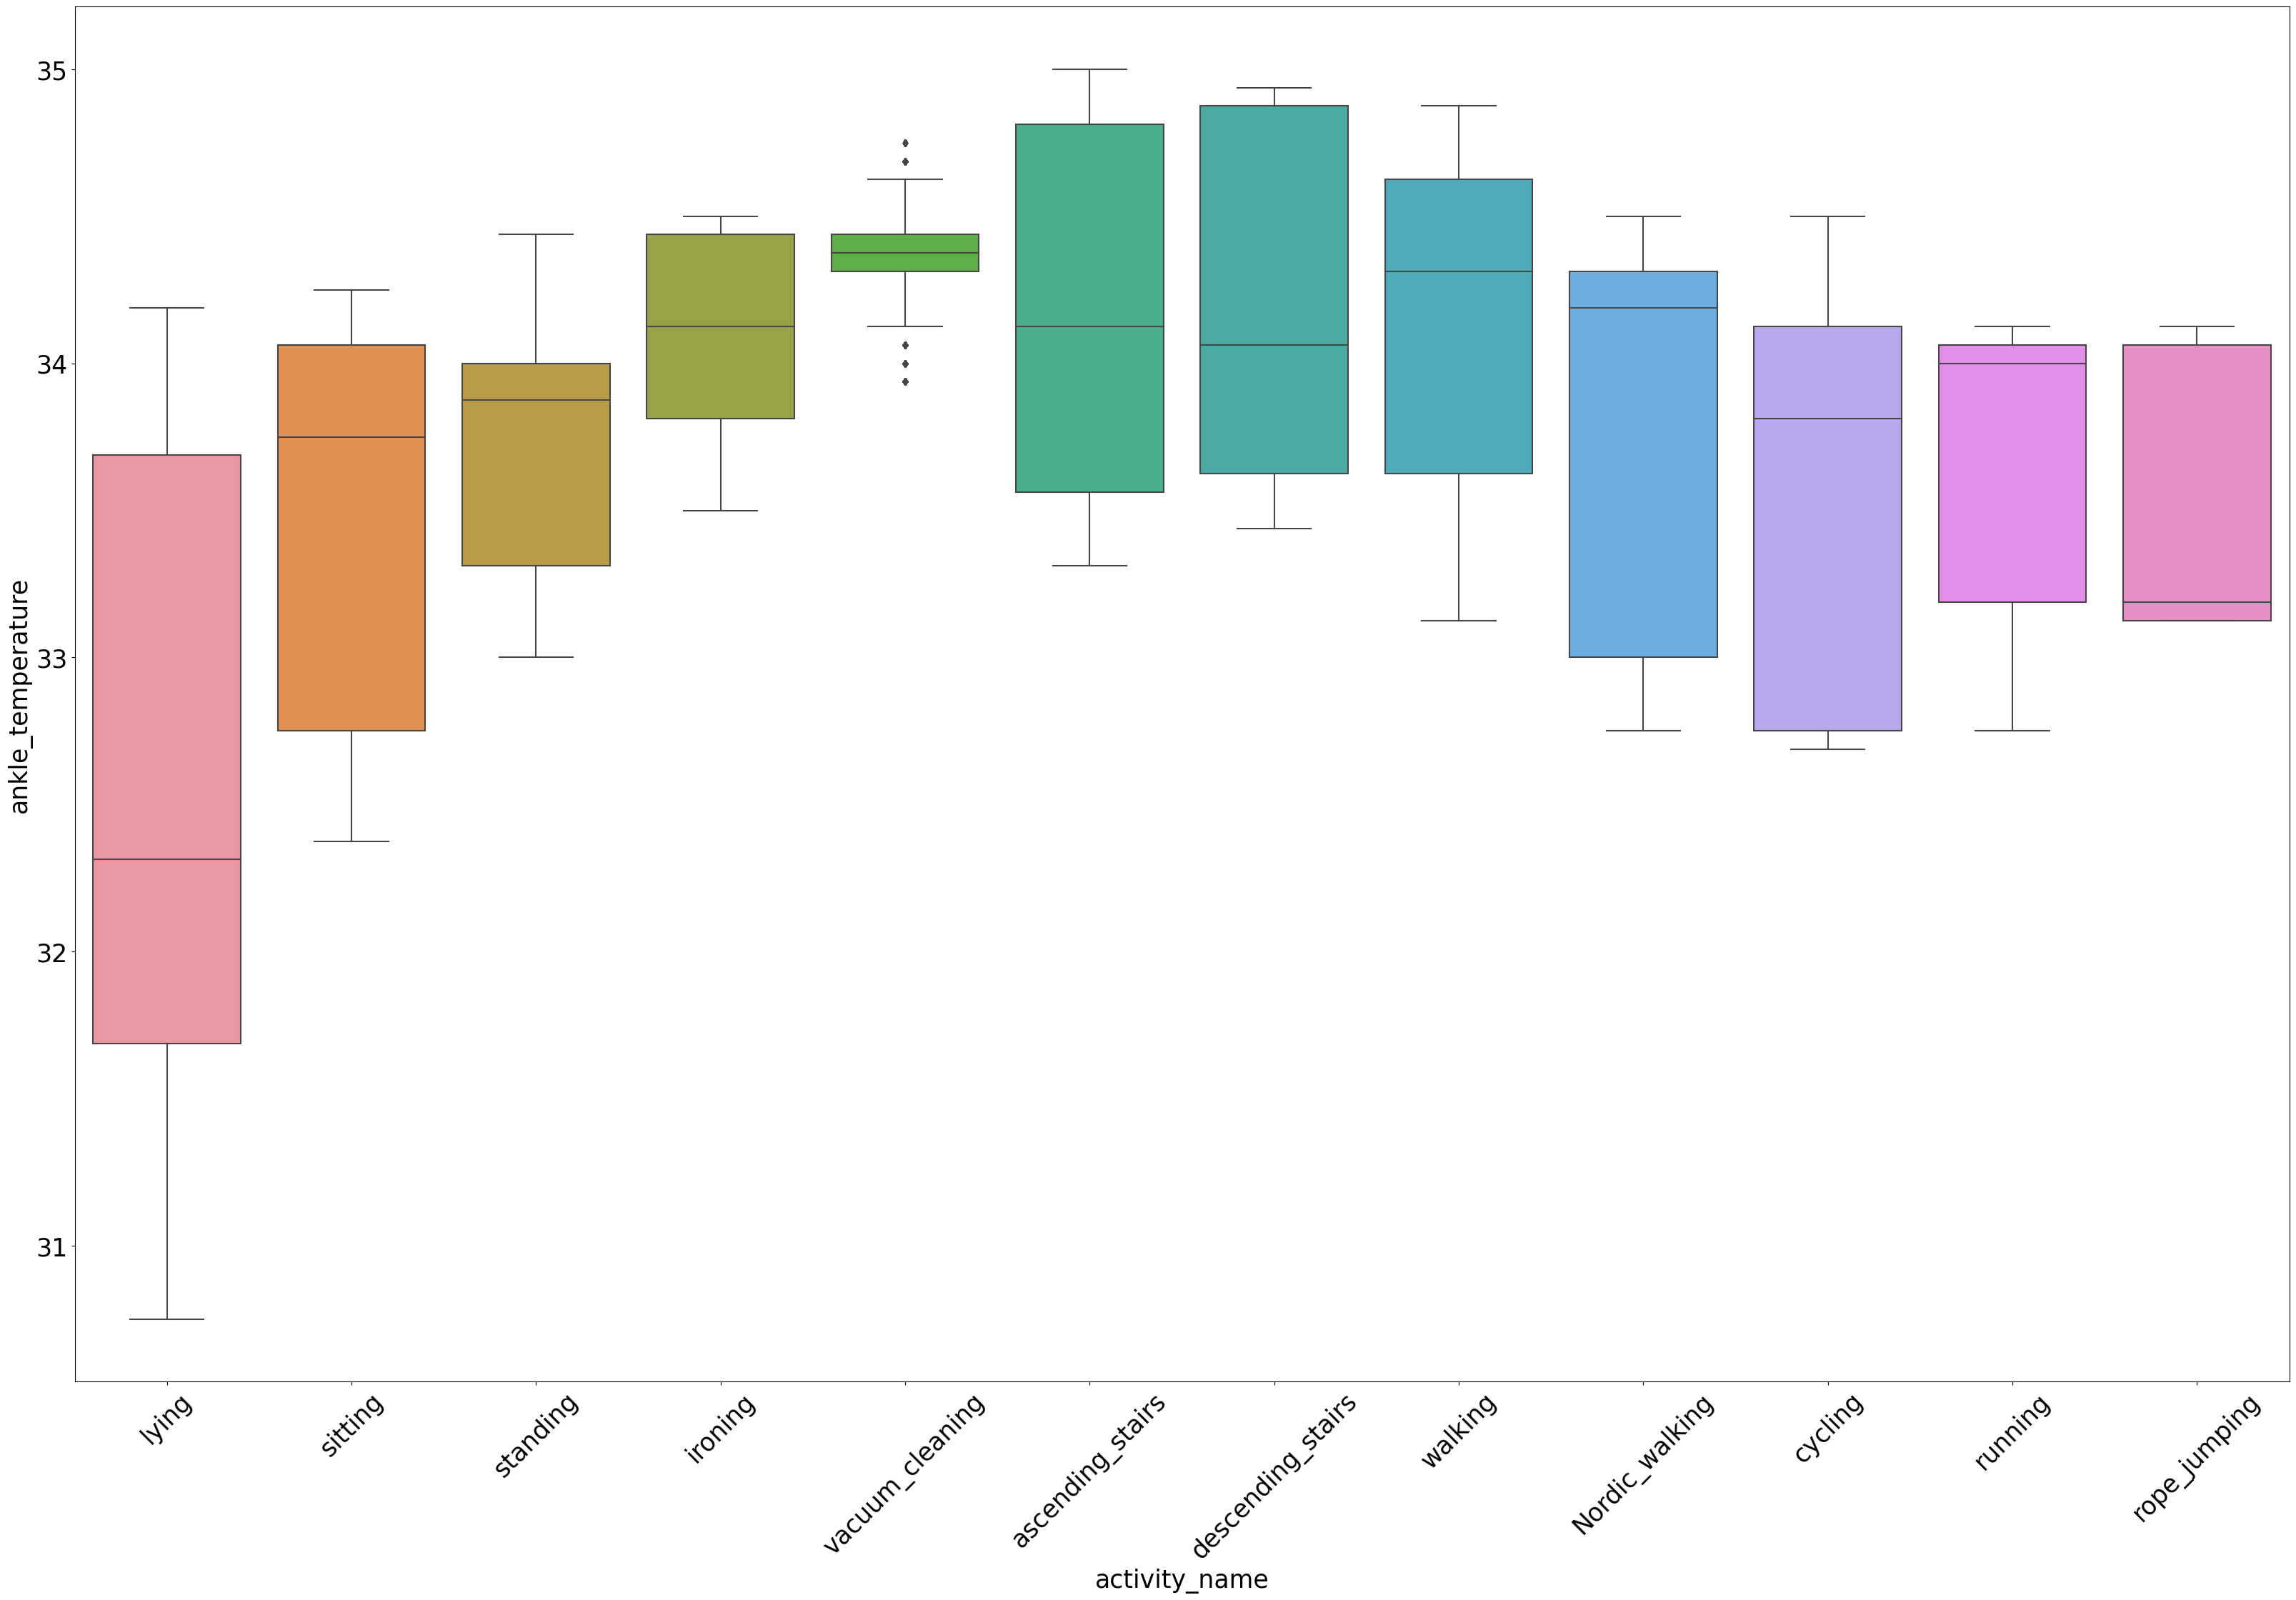 35
34
33
32
31
ankle_temperature
lying
sitting
standing
ironing
vacuum_cleaning
ascending_stairs
descending_stairs
walking
Nordic_walking
cycling
running
rope_jumping
activity_name